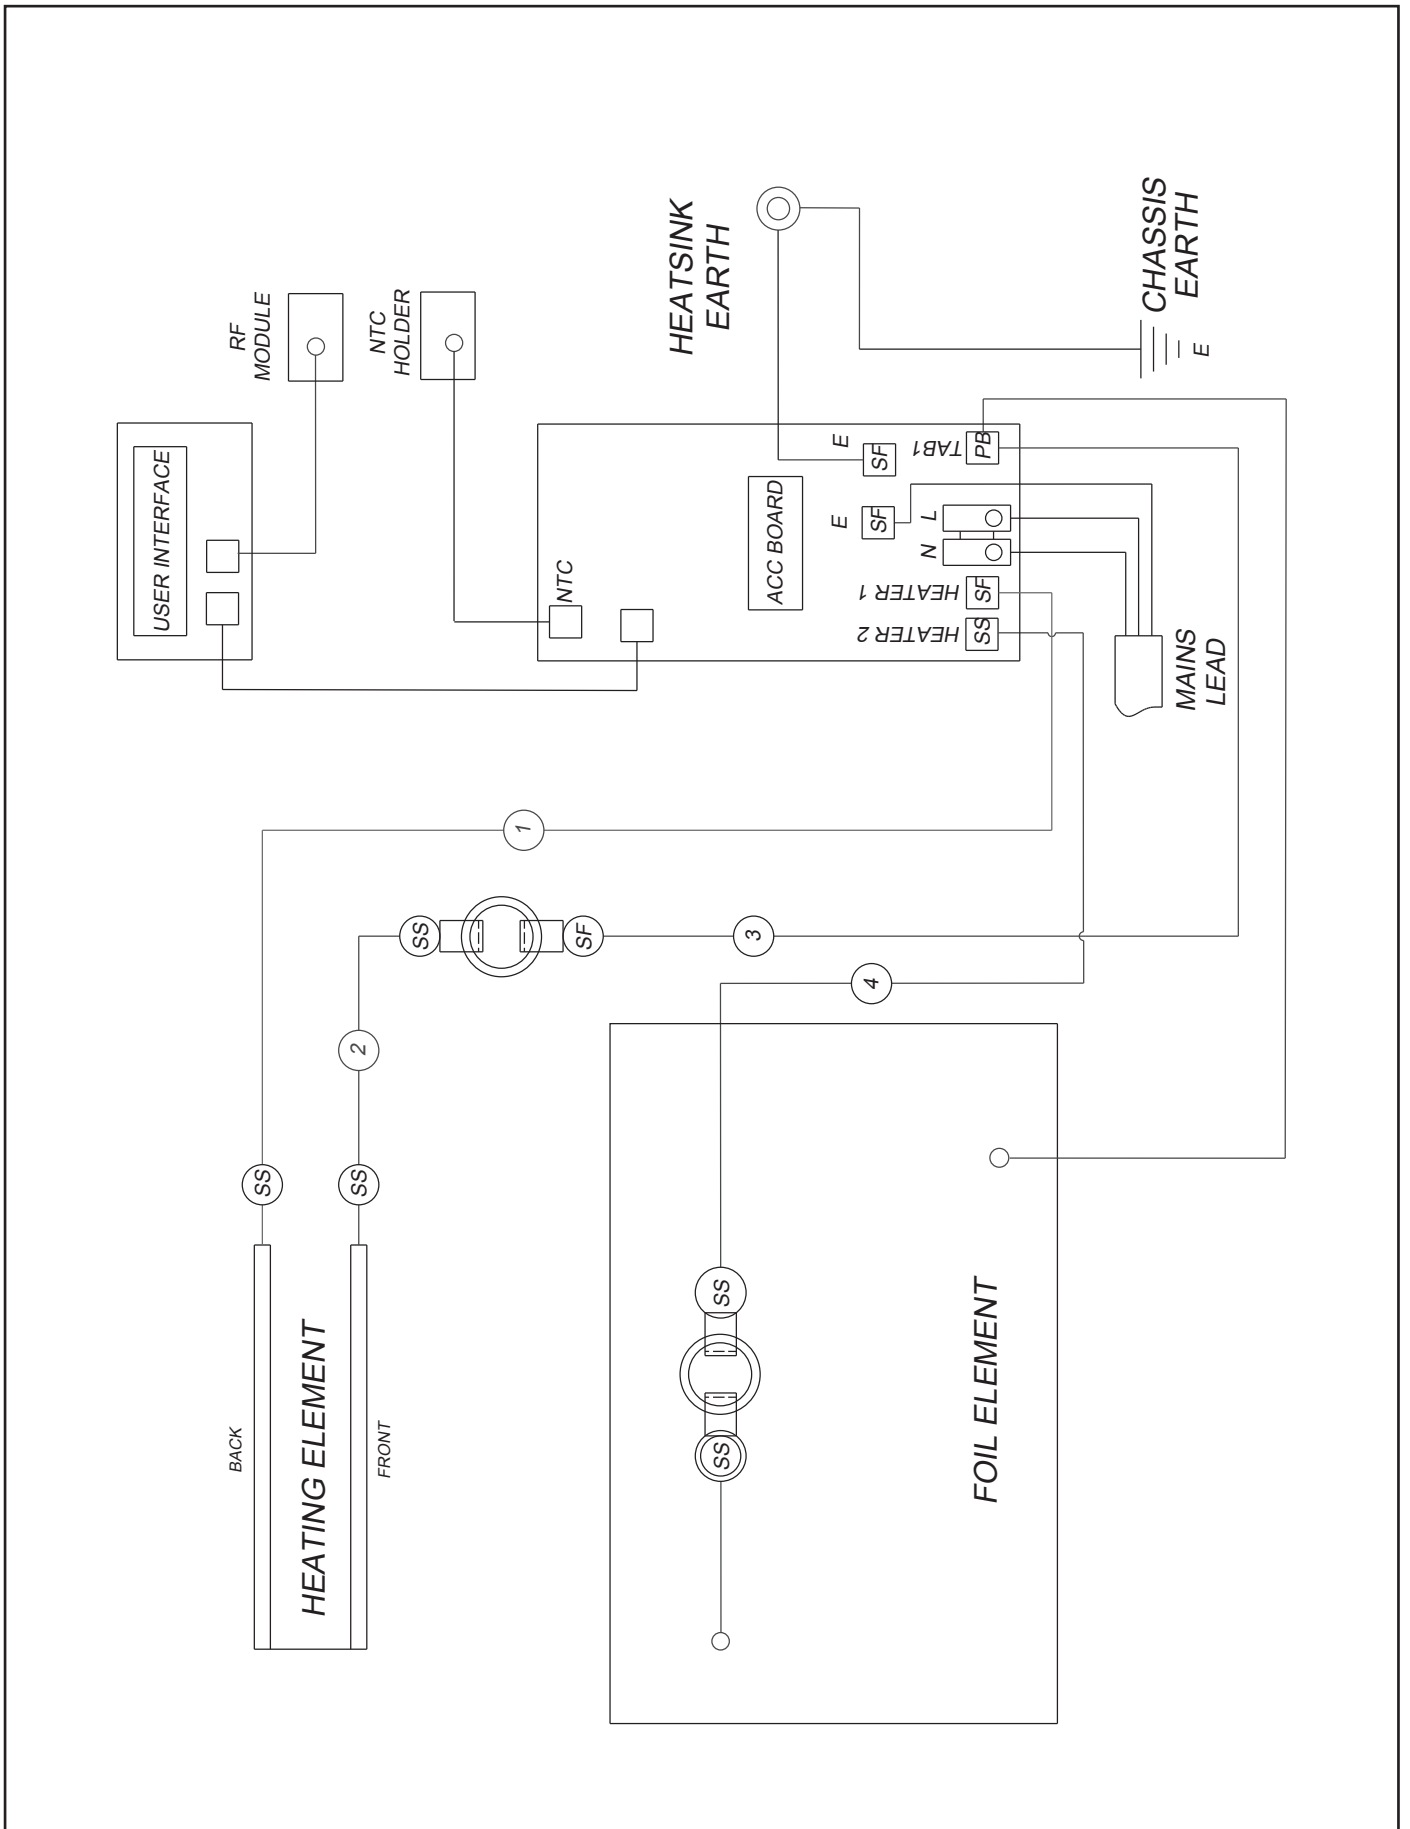 RF
MODULE
NTC
HOLDER
HEATSINK
EARTH
CHASSIS
EARTH
E
USER INTERFACE
NTC
ACC BOARD
E
SF
E
SF
TAB1
PB
L
N
HEATER 1
SF
HEATER 2
SS
MAINS
LEAD
1
SS
SF
3
2
4
SS
SS
BACK
HEATING ELEMENT
FRONT
SS
SS
FOIL ELEMENT